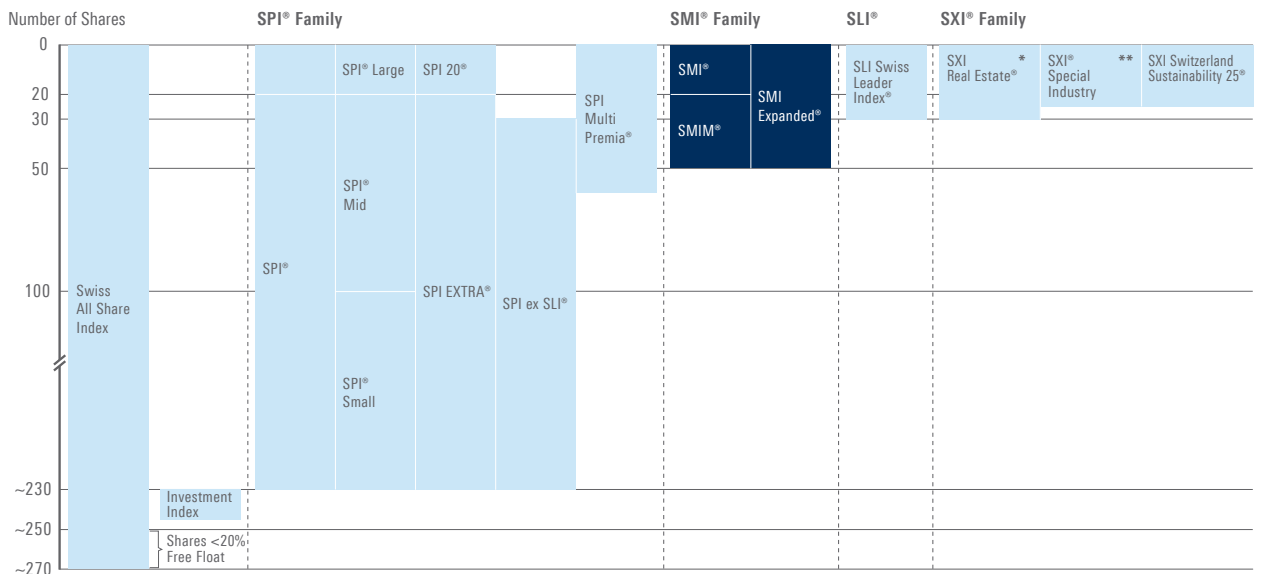 Number of Shares
SPI® Family
SMI® Family
SLI®
SXI® Family
0
20
30
50
100
~230
~250
~270
Swiss
All Share
Index
Investment
Index
Shares <20%
Free Float
SPI®
SPI® Large
SPI®
Mid
SPI®
Small
SPI 20®
SPI EXTRA®
SPI ex SLI®
SPI
Multi
Premia®
SMI®
SMIM®
SMI
Expanded®
SLI Swiss
Leader
Index®
SXI *
Real Estate®
SXI® **
Special
Industry
SXI Switzerland
Sustainability 25®